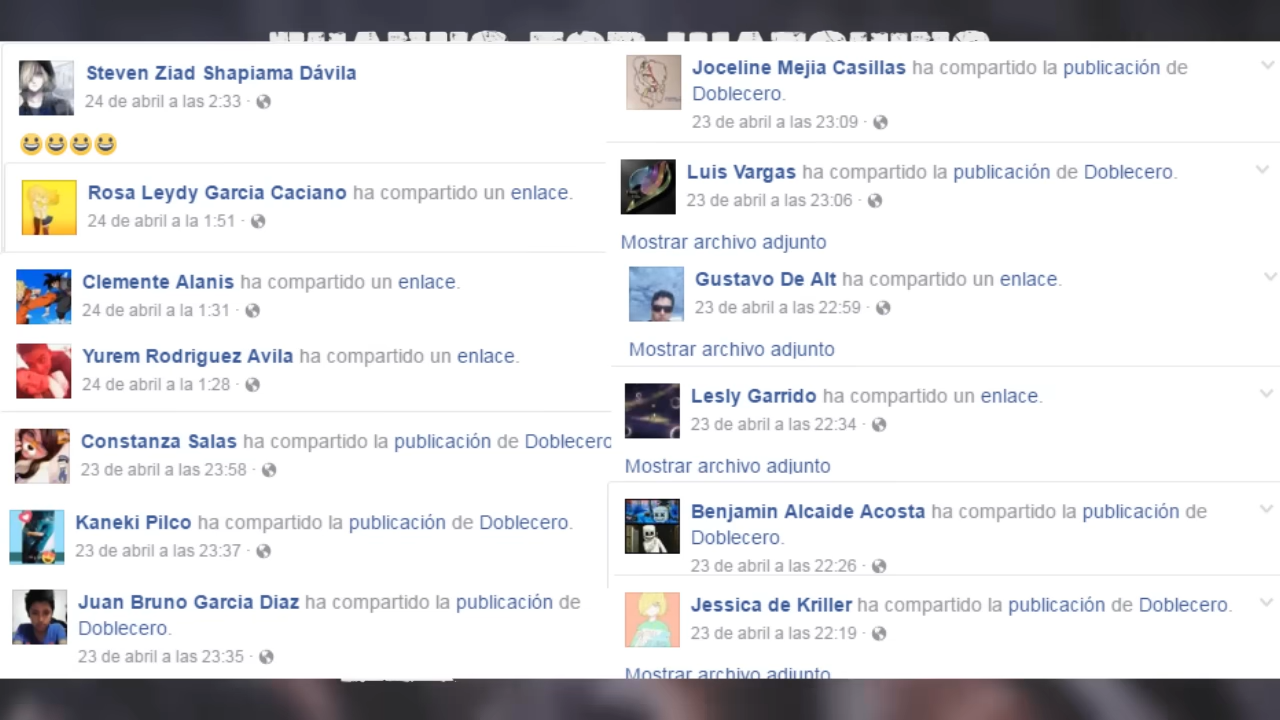 THANKS FOR WHATCHING
Steven Ziad Shapiama Dávila
24 de abril a las 2:33 ·
Rosa Leydy Garcia Caciano ha compartido un enlace.
24 de abril a la 1:51 ·
Clemente Alanis ha compartido un enlace.
24 de abril a la 1:31 ·
Yurem Rodriguez Avila ha compartido un enlace.
24 de abril a la 1:28 ·
Constanza Salas ha compartido la publicación de Doblecero
23 de abril a las 23:58 ·
Kaneki Pilco ha compartido la publicación de Doblecero.
23 de abril a las 23:37 ·
Juan Bruno Garcia Diaz ha compartido la publicación de
Doblecero.
23 de abril a las 23:35 ·
Joceline Mejia Casillas ha compartido la publicación de
Doblecero.
23 de abril a las 23:09 ·
Luis Vargas ha compartido la publicación de Doblecero.
23 de abril a las 23:06 ·
Mostrar archivo adjunto
Gustavo De Alt ha compartido un enlace.
23 de abril a las 22:59 ·
Mostrar archivo adjunto
Lesly Garrido ha compartido un enlace.
23 de abril a las 22:34 ·
Mostrar archivo adjunto
Benjamin Alcaide Acosta ha compartido la publicación de
Doblecero.
23 de abril a las 22:26 ·
Jessica de Kriller ha compartido la publicación de Doblecero.
23 de abril a las 22:19 ·
Mostrar archivo adjunto